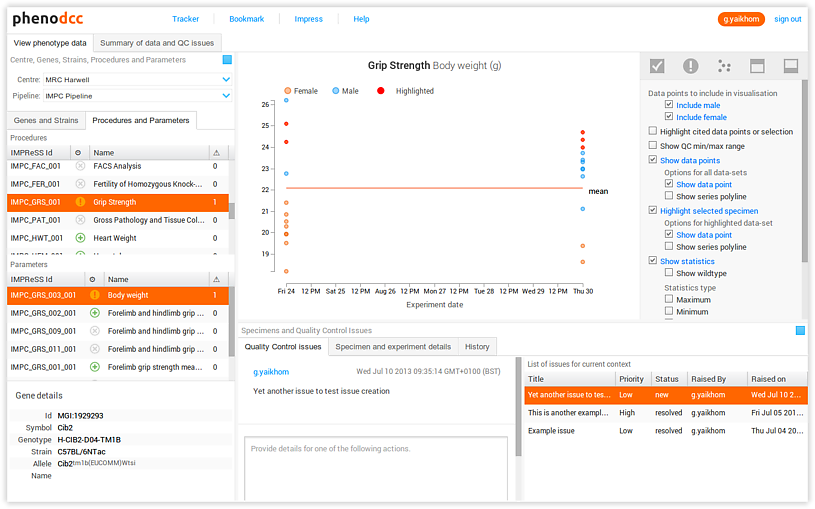 phenodcc
Tracker Bookmark Impress Help
g.yaikhom sign out
View phenotype data Summary of data and QC issues
Centre, Genes, Strains, Procedures and Parameters
Centre: MRC Harwell
Pipeline: IMPC Pipeline
Genes and Strains Procedures and Parameters
Procedures
IMPReSS Id Name
IMPC_FAC_001 FACS Analysis 0
IMPC_FER_001 Fertility of Homozygous Knock-... 0
IMPC_GRS_001 Grip Strength 1
IMPC_PAT_001 Gross Pathology and Tissue Col... 0
IMPC_HWT_001 Heart Weight 0
Parameters
IMPReSS Id Name
IMPC_GRS_003_001 Body weight 1
IMPC_GRS_002_001 Forelimb and hindlimb grip ... 0
IMPC_GRS_009_001 Forelimb and hindlimb grip ... 0
IMPC_GRS_011_001 Forelimb and hindlimb grip ... 0
IMPC_GRS_001_001 Forelimb grip strength mea... 0
Gene details
Id MGI:1929293
Symbol Cib2
Genotype H-CIB2-D04-TM1B
Strain C57BL/6NTac
Allele Cib2tm1b(EUCOMM)Wtsi
Name
Grip Strength Body weight (g)
Female Male Highlighted
26
25
24
23
22
21
20
19
mean
Fri 24 12 PM Sat 25 12 PM Apr 26 12 PM Mon 27 12 PM Tue 28 12 PM Wed 29 12 PM Thu 30
Experiment date
Data points to include in visualisation
Include male
Include female
Highlight cited data points or selection
Show QC min/max range
Show data points
Options for all data-sets
Show data point
Show series polyline
Highlight selected specimen
Options for highlighted data-set
Show data point
Show series polyline
Show statistics
Show wildtype
Statistics type
Maximum
Minimum
Specimens and Quality Control Issues
Quality Control issues Specimen and experiment details History
g.yaikhom Wed Jul 10 2013 09:35:14 GMT+0100 (BST)
Yet another issue to test issue creation
Provide details for one of the following actions.
List of issues for current context
Title Priority Status Raised By Raised on
Yet another issue to tes... Low new g.yaikhom Wed Jul 10 2...
This is another exampl... High resolved g.yaikhom Fri Jul 05 201...
Example issue Low resolved g.yaikhom Thu Jul 04 20...